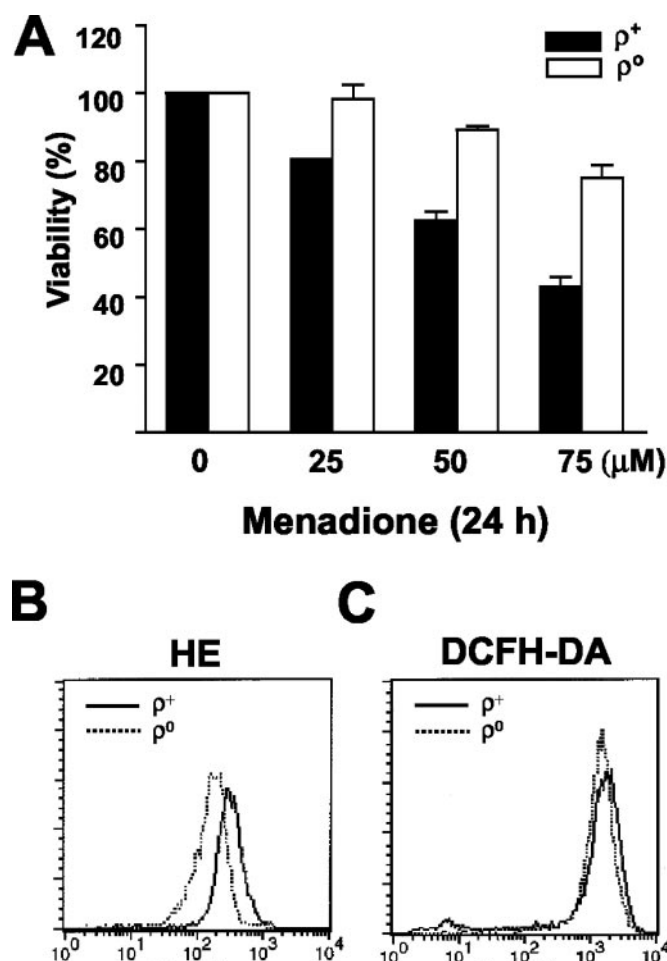 A
ρ⁺
ρ⁰
Viability (%)
120
100
80
60
40
20
0 25 50 75 (μM)
Menadione (24 h)
B
HE
ρ⁺
ρ⁰
10⁰ 10¹ 10² 10³ 10⁴
C
DCFH-DA
ρ⁺
ρ⁰
10⁰ 10¹ 10² 10³ 10⁴